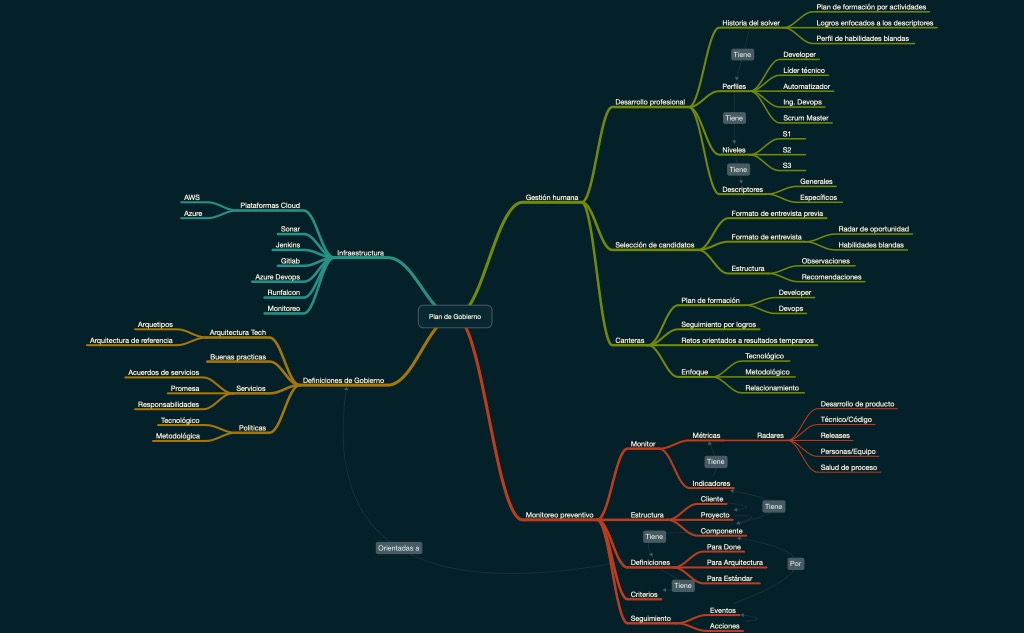 Plan de Gobierno
Gestión humana
Desarrollo profesional
Historia del solver
Plan de formación por actividades
Logros enfocados a los descriptores
Perfil de habilidades blandas
Tiene
Perfiles
Developer
Líder técnico
Automatizador
Ing. Devops
Scrum Master
Tiene
Niveles
S1
S2
S3
Tiene
Descriptores
Generales
Específicos
Selección de candidatos
Formato de entrevista previa
Formato de entrevista
Radar de oportunidad
Habilidades blandas
Estructura
Observaciones
Recomendaciones
Canteras
Plan de formación
Developer
Devops
Seguimiento por logros
Retos orientados a resultados tempranos
Enfoque
Tecnológico
Metodológico
Relacionamiento
Monitoreo preventivo
Monitor
Métricas
Radares
Desarrollo de producto
Técnico/Código
Releases
Personas/Equipo
Salud de proceso
Tiene
Indicadores
Tiene
Estructura
Cliente
Proyecto
Componente
Tiene
Definiciones
Para Done
Para Arquitectura
Para Estándar
Por
Tiene
Criterios
Seguimiento
Eventos
Acciones
Infraestructura
Plataformas Cloud
AWS
Azure
Sonar
Jenkins
Gitlab
Azure Devops
Runfalcon
Monitoreo
Definiciones de Gobierno
Arquitectura Tech
Arquetipos
Arquitectura de referencia
Buenas practicas
Servicios
Acuerdos de servicios
Promesa
Responsabilidades
Politicas
Tecnológico
Metodológica
Orientadas a